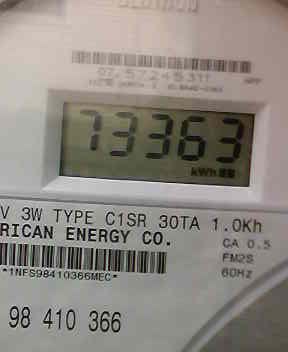 73363
kWh
V 3W TYPE C1SR 30TA 1.0Kh
RICAN ENERGY CO.
CA 0.5
FM2S
60Hz
*1NFS98410366MEC*
98 410 366